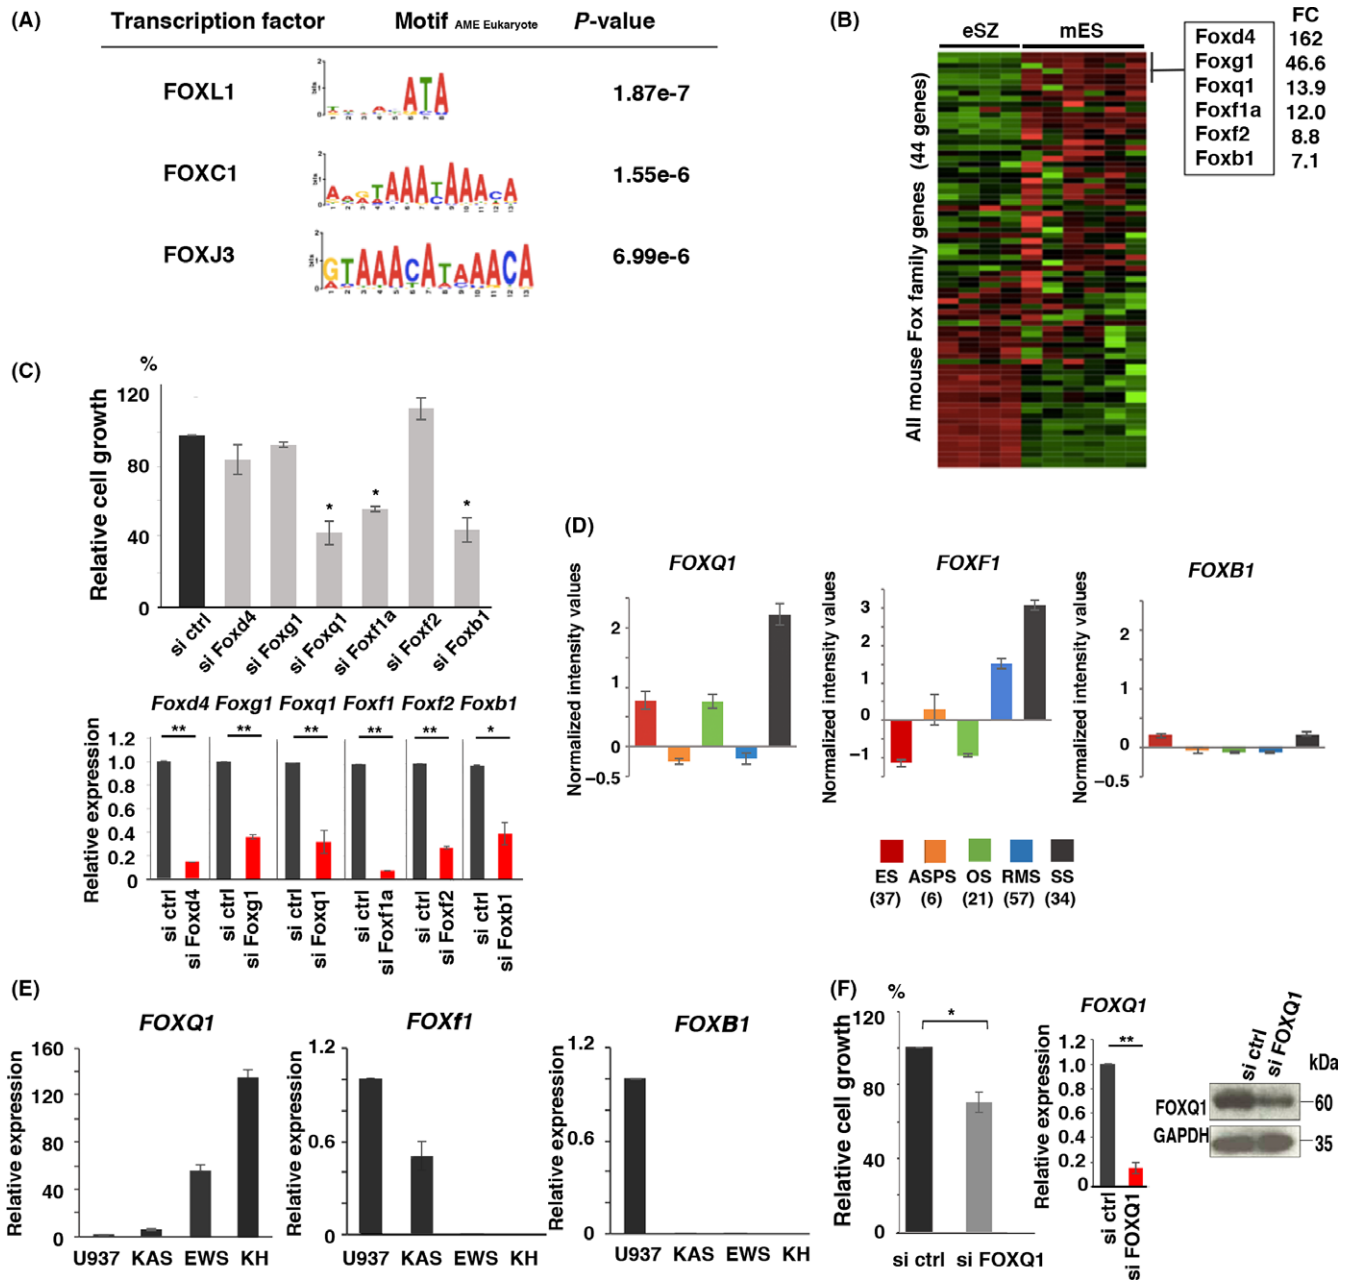 (A)
Transcription factor Motif AME Eukaryote P-value
FOXL1 1.87e-7
FOXC1 1.55e-6
FOXJ3 6.99e-6
(B)
eSZ mES
All mouse Fox family genes (44 genes)
FC
Foxd4 162
Foxg1 46.6
Foxq1 13.9
Foxf1a 12.0
Foxf2 8.8
Foxb1 7.1
(C)
%
Relative cell growth
120
80
40
0
* * *
si ctrl si Foxd4 si Foxg1 si Foxq1 si Foxf1a si Foxf2 si Foxb1
Foxd4 Foxg1 Foxq1 Foxf1 Foxf2 Foxb1
** ** ** ** ** *
Relative expression
1.2
1.0
0.8
0.6
0.4
0.2
0
si ctrl si Foxd4 si ctrl si Foxg1 si ctrl si Foxq1 si ctrl si Foxf1a si ctrl si Foxf2 si ctrl si Foxb1
(D)
FOXQ1
Normalized intensity values
2
1
0
−0.5
FOXF1
Normalized intensity values
3
2
1
0
−1
FOXB1
Normalized intensity values
2
1
0
−0.5
ES ASPS OS RMS SS
(37) (6) (21) (57) (34)
(E)
FOXQ1
Relative expression
160
120
80
40
0
U937 KAS EWS KH
FOXf1
Relative expression
1.2
0.6
0
U937 KAS EWS KH
FOXB1
Relative expression
1.2
0.6
0
U937 KAS EWS KH
(F)
%
Relative cell growth
120
80
40
0
*
si ctrl si FOXQ1
FOXQ1
Relative expression
1.2
1.0
0.8
0.6
0.4
0.2
0
**
si ctrl si FOXQ1
si ctrl si FOXQ1
kDa
FOXQ1 60
GAPDH 35